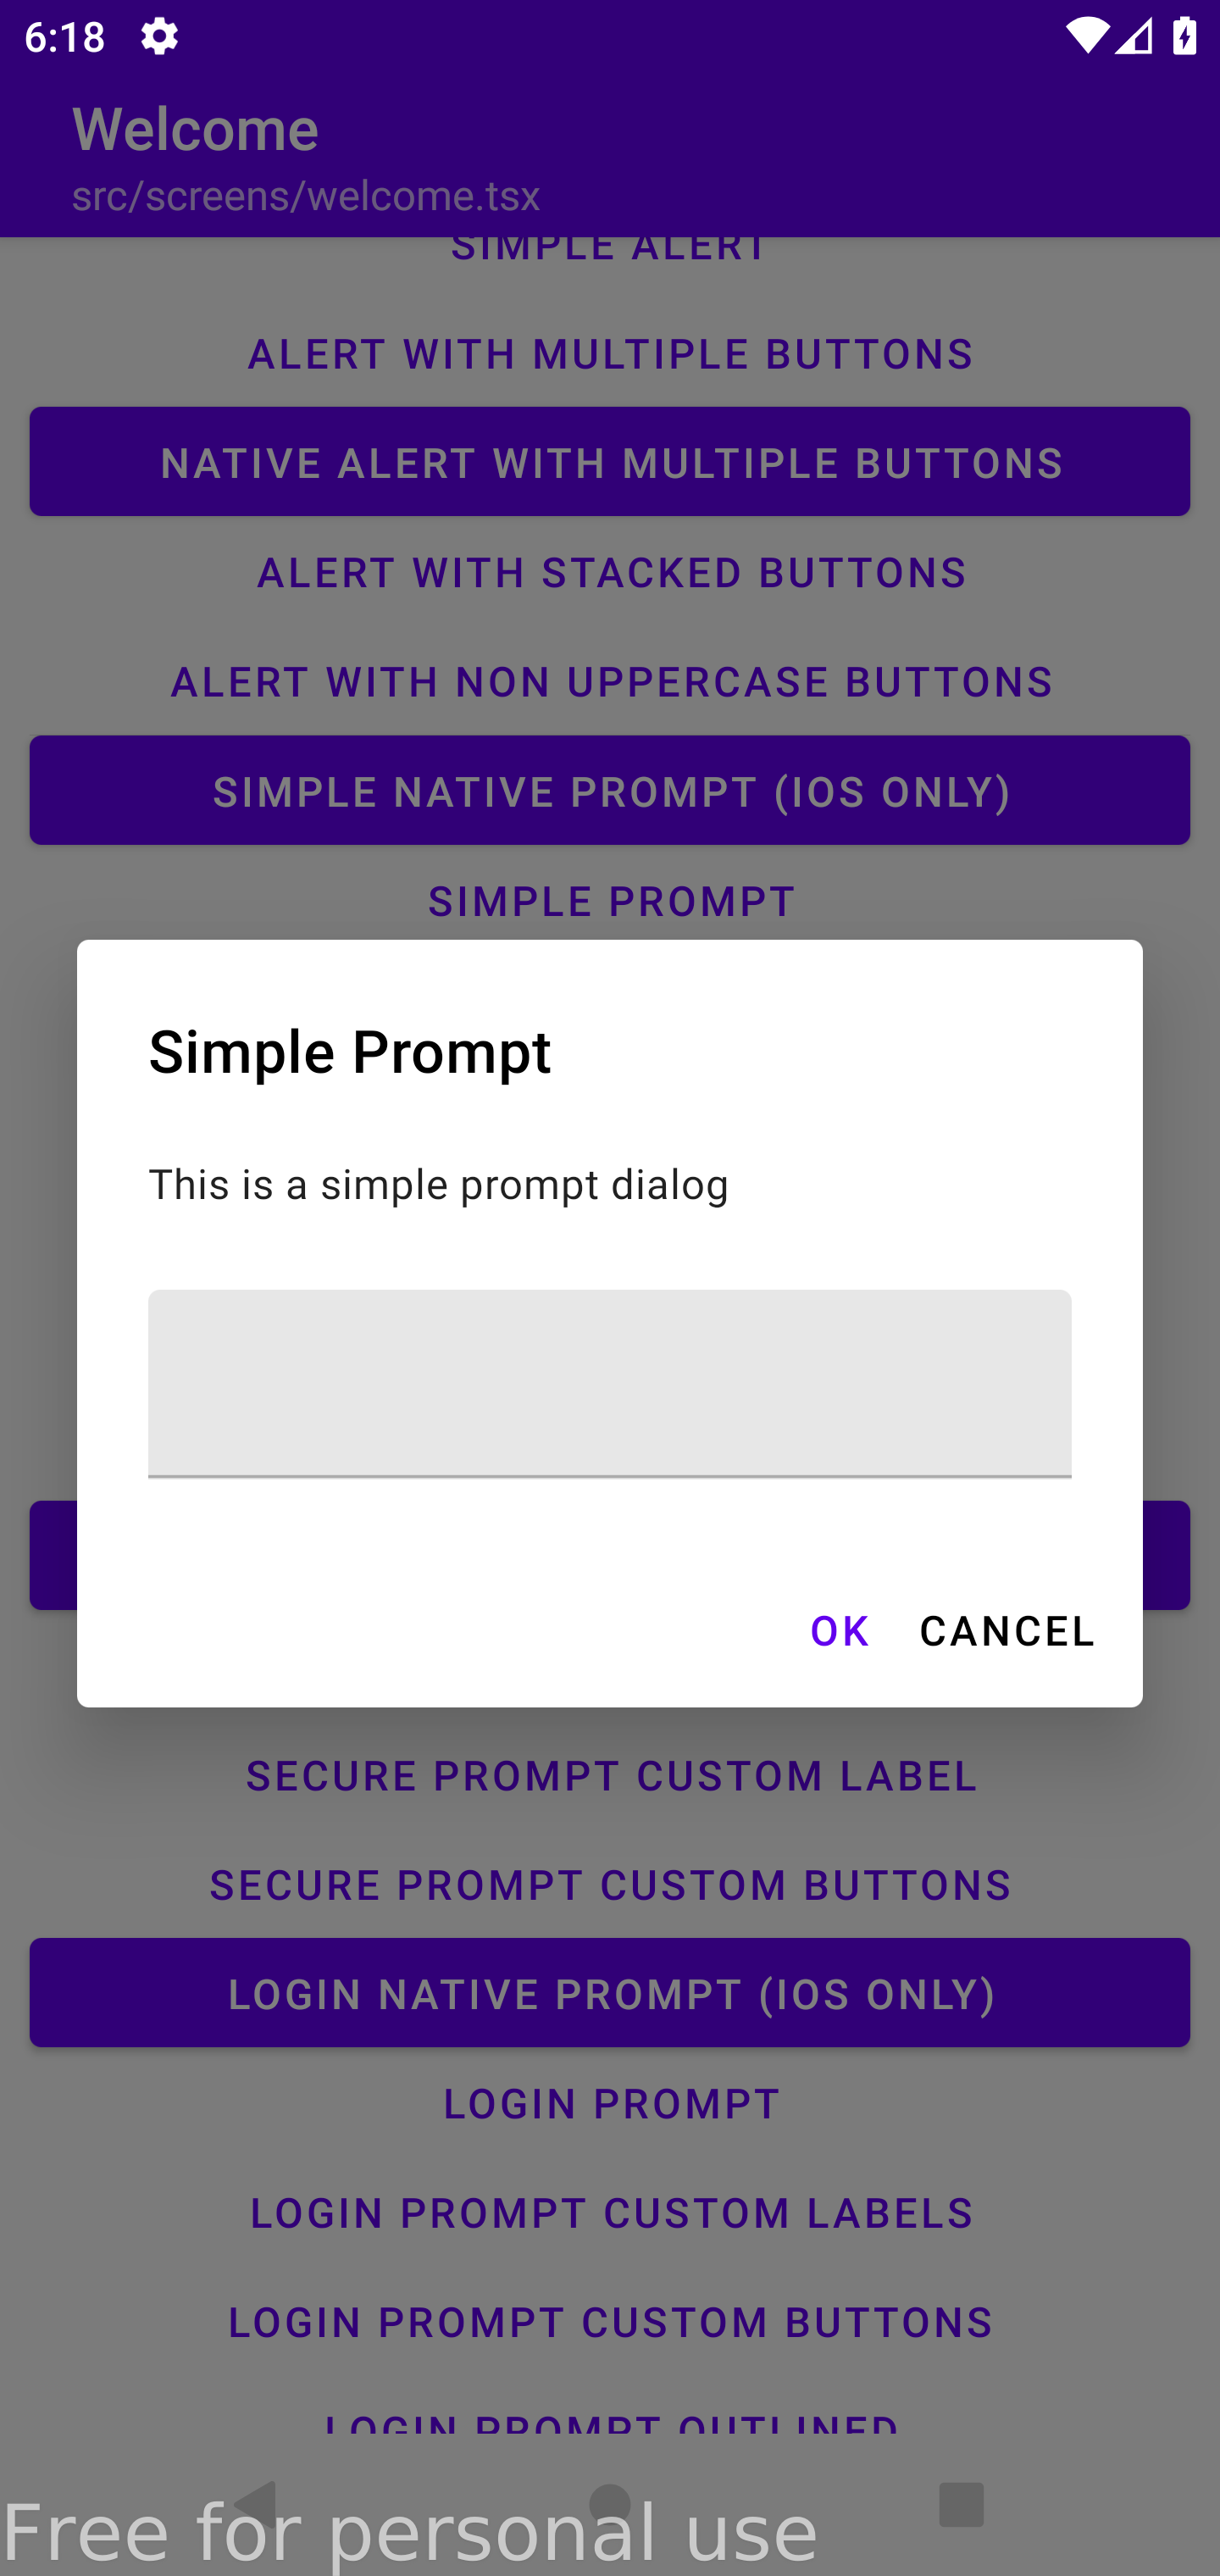 6:18
Welcome
src/screens/welcome.tsx
SIMPLE ALERT
ALERT WITH MULTIPLE BUTTONS
NATIVE ALERT WITH MULTIPLE BUTTONS
ALERT WITH STACKED BUTTONS
ALERT WITH NON UPPERCASE BUTTONS
SIMPLE NATIVE PROMPT (IOS ONLY)
SIMPLE PROMPT
Simple Prompt
This is a simple prompt dialog
OK CANCEL
SECURE PROMPT CUSTOM LABEL
SECURE PROMPT CUSTOM BUTTONS
LOGIN NATIVE PROMPT (IOS ONLY)
LOGIN PROMPT
LOGIN PROMPT CUSTOM LABELS
LOGIN PROMPT CUSTOM BUTTONS
LOGIN PROMPT OUTLINED
Free for personal use